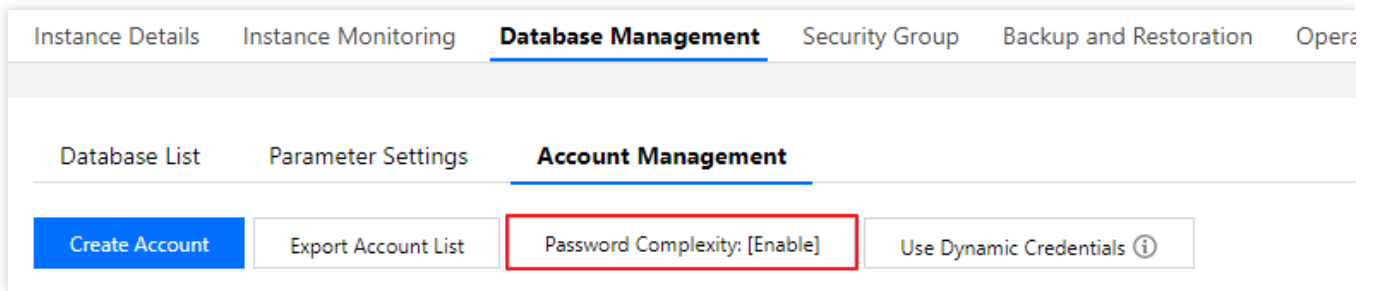 Instance Details Instance Monitoring Database Management Security Group Backup and Restoration Opera
Database List Parameter Settings Account Management
Create Account Export Account List Password Complexity: [Enable] Use Dynamic Credentials